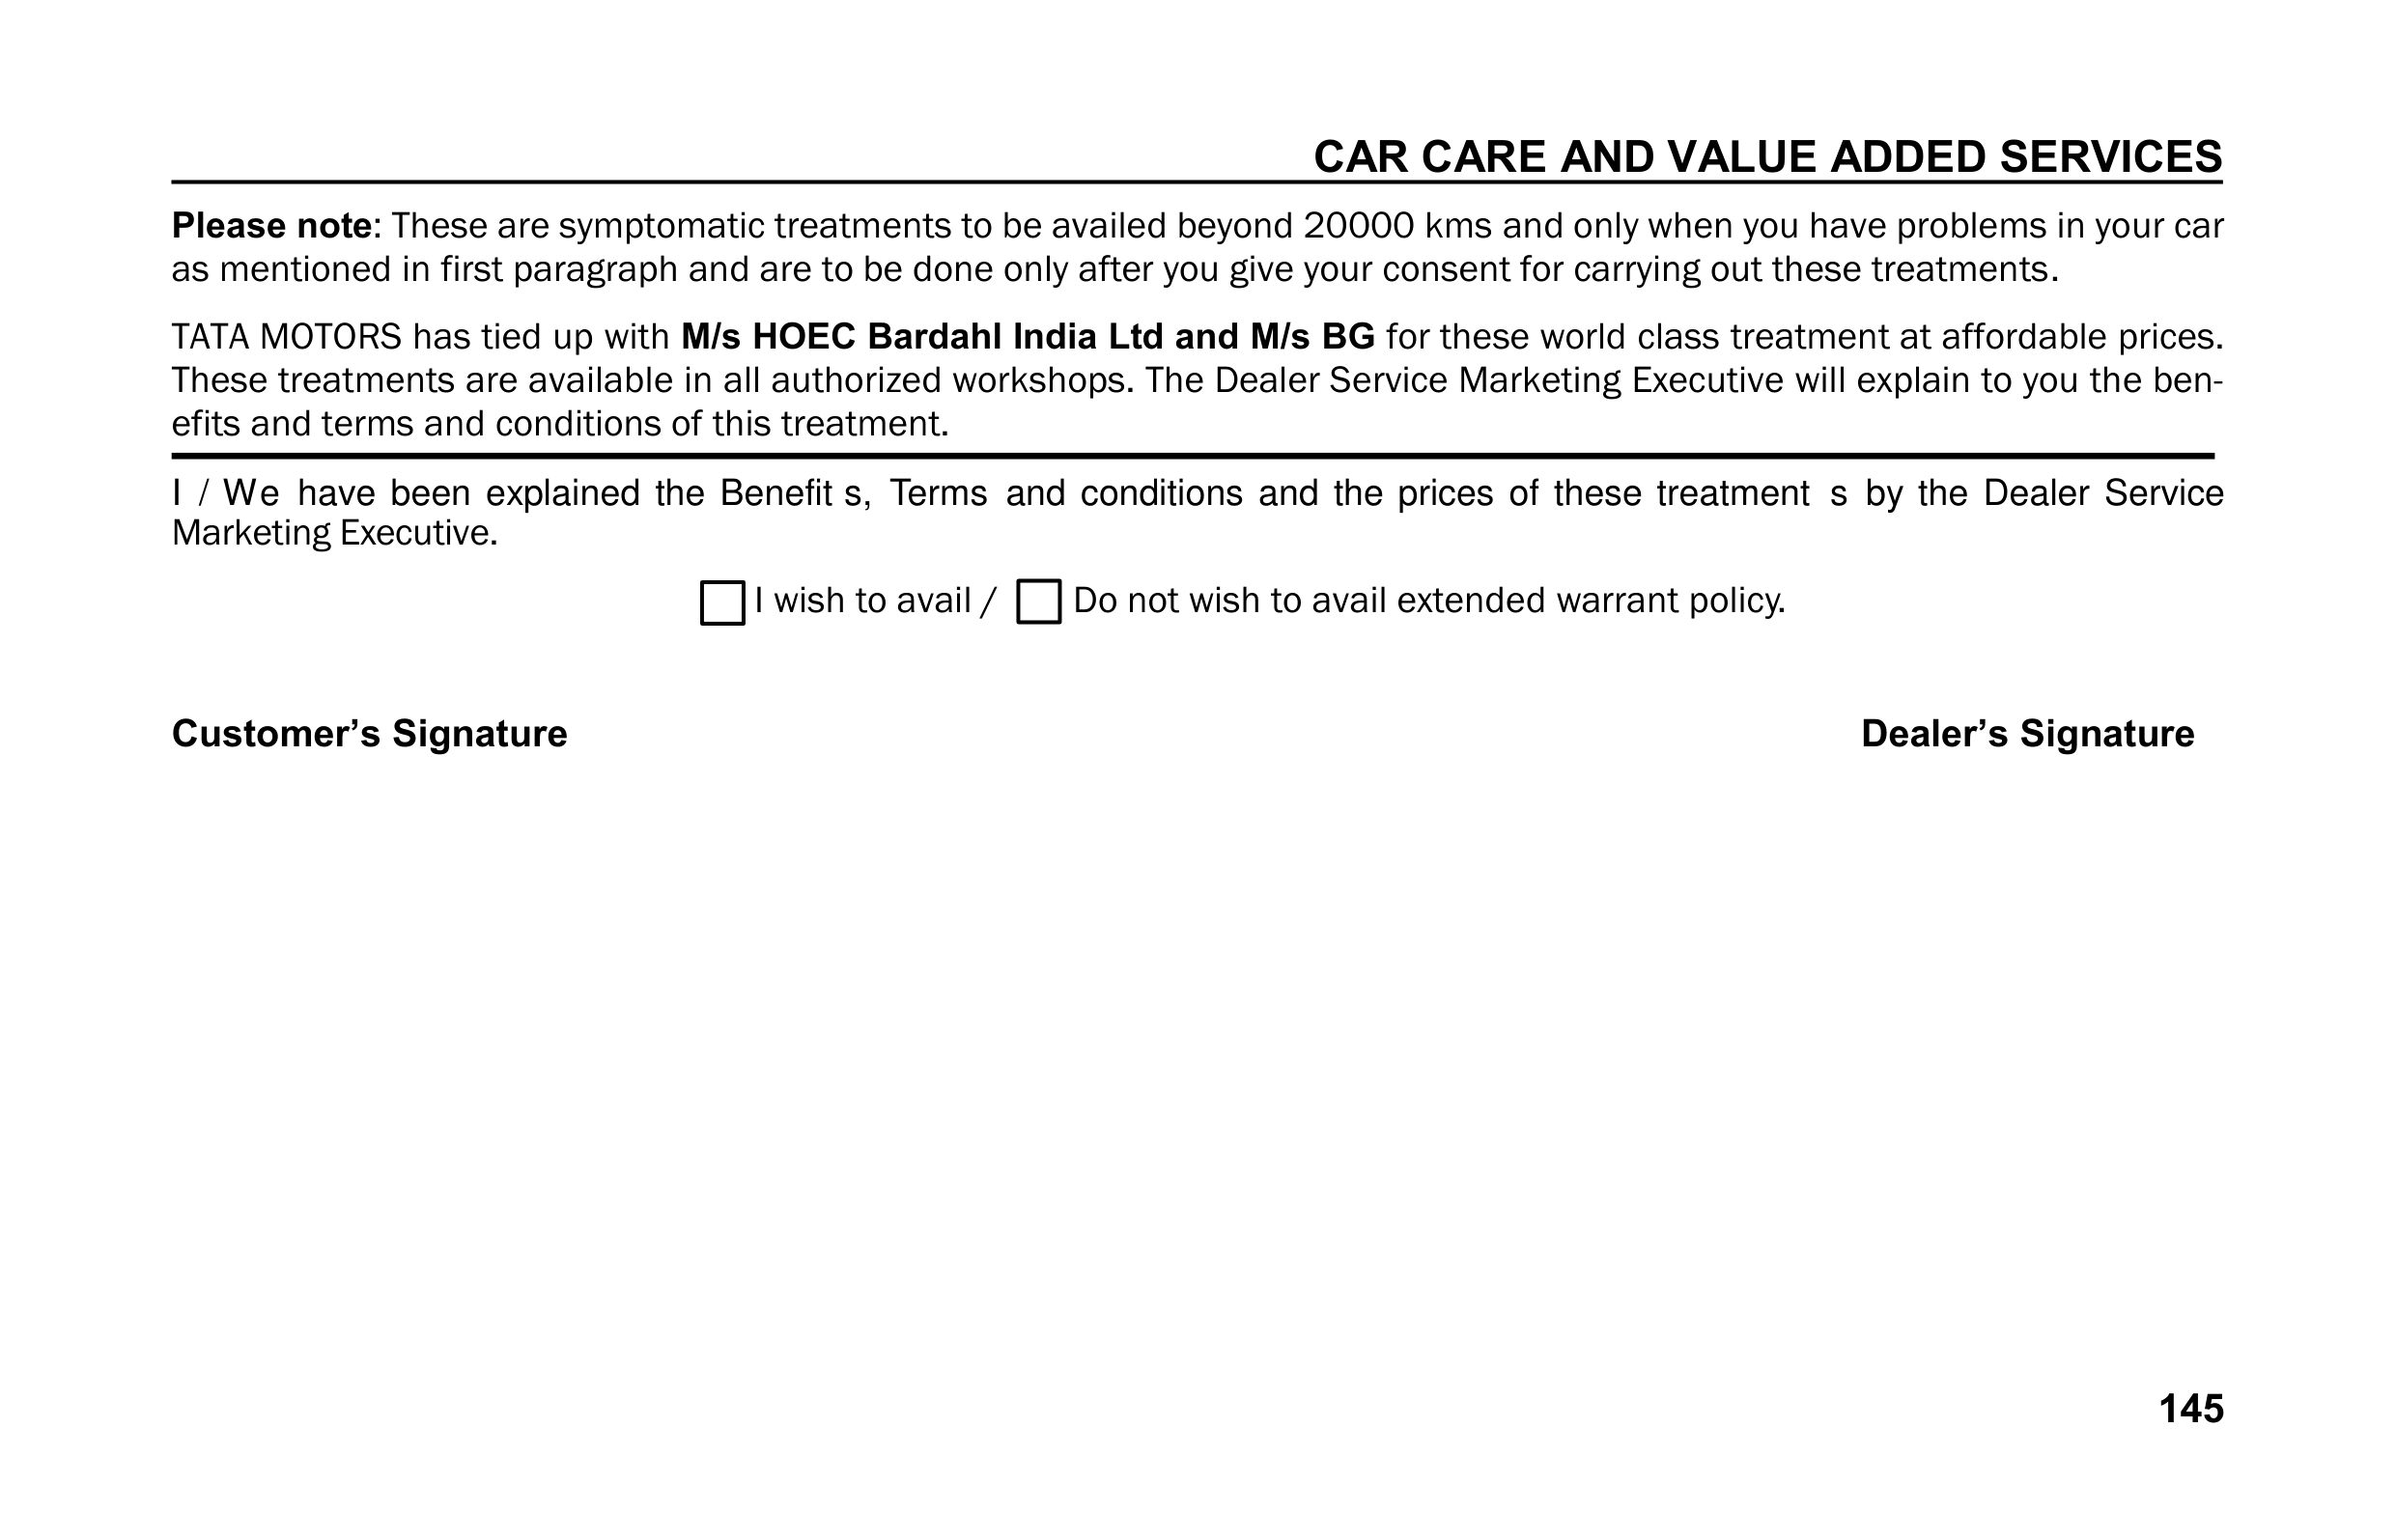 CAR CARE AND VALUE ADDED SERVICES
Please note: These are symptomatic treatments to be availed beyond 20000 kms and only when you have problems in your car
as mentioned in first paragraph and are to be done only after you give your consent for carrying out these treatments.
TATA MOTORS has tied up with M/s HOEC Bardahl India Ltd and M/s BG for these world class treatment at affordable prices.
These treatments are available in all authorized workshops. The Dealer Service Marketing Executive will explain to you the ben-
efits and terms and conditions of this treatment.
I / We have been explained the Benefit s, Terms and conditions and the prices of these treatment s by the Dealer Service
Marketing Executive.
I wish to avail / Do not wish to avail extended warrant policy.
Customer’s Signature Dealer’s Signature
145